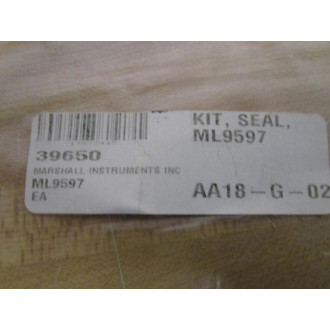 KIT, SEAL,
ML9597
39650
MARSHALL INSTRUMENTS INC
ML9597
EA
AA18-G-02